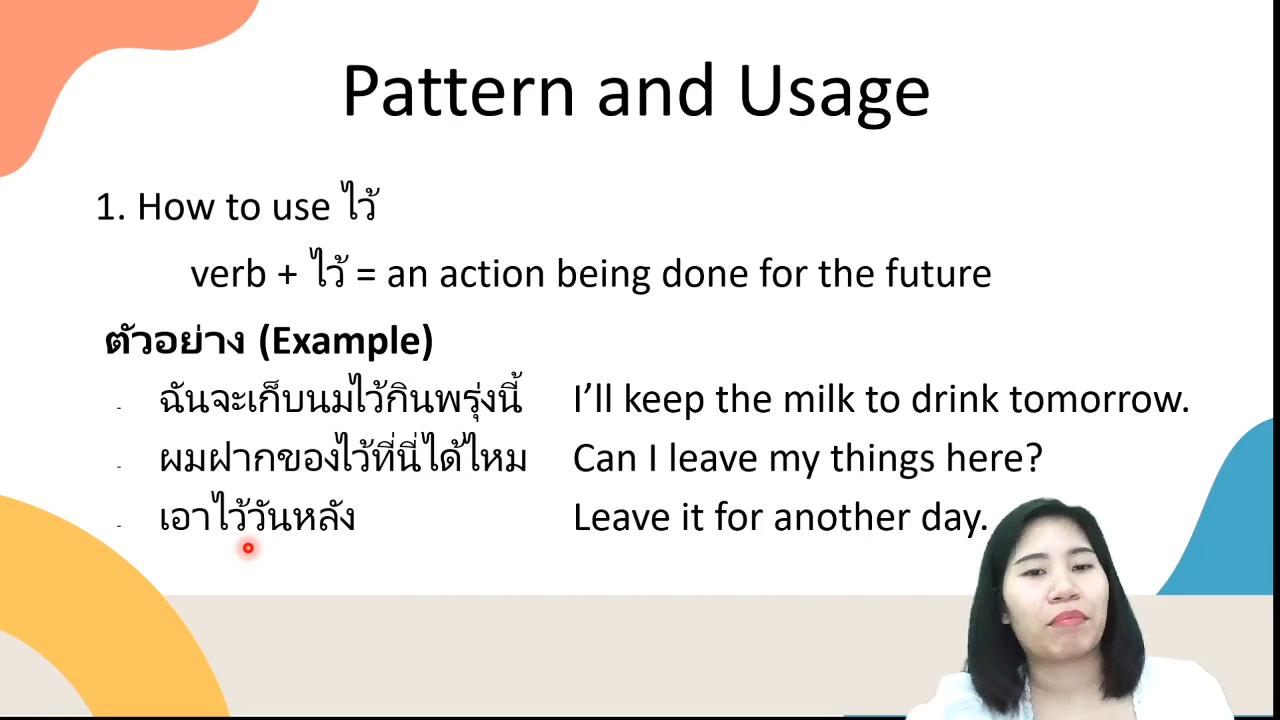 Pattern and Usage
1. How to use ไว้
verb + ไว้ = an action being done for the future
ตัวอย่าง (Example)
- ฉันจะเก็บนมไว้กินพรุ่งนี้ I’ll keep the milk to drink tomorrow.
- ผมฝากของไว้ที่นี่ได้ไหม Can I leave my things here?
- เอาไว้วันหลัง Leave it for another day.